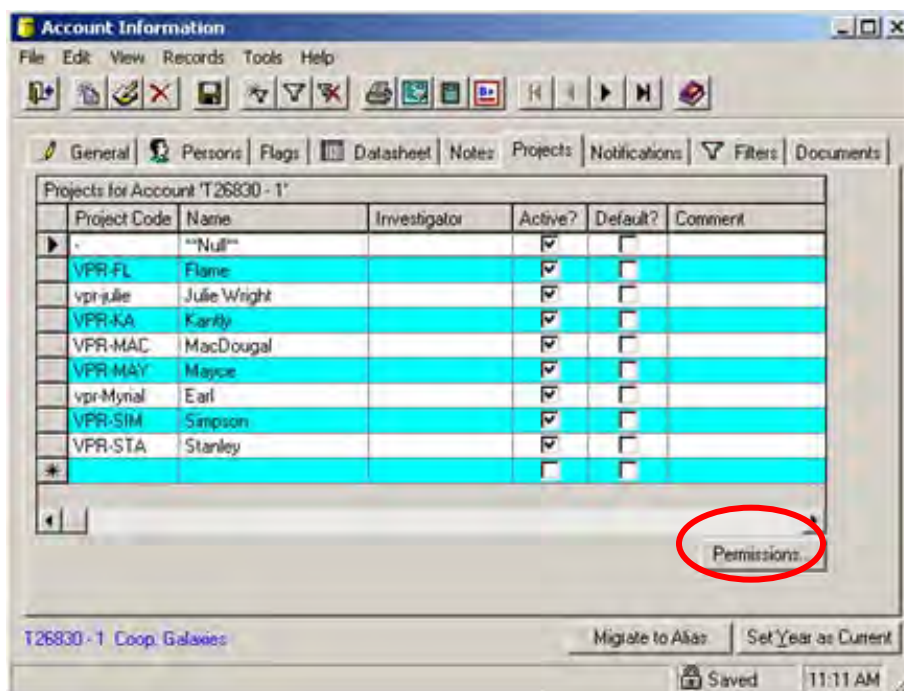 Account Information
File Edit View Records Tools Help
General Persons Flags Datasheet Notes Projects Notifications Filters Documents
Projects for Account 'T26830 - 1'
Project Code Name Investigator Active? Default? Comment
- **Null**
VPR-FL Flame
vpr-julie Julie Wright
VPR-KA Kantly
VPR-MAC MacDougal
VPR-MAY Mayce
vpr-Myrial Earl
VPR-SIM Simpson
VPR-STA Stanley
Permissions...
T26830 - 1 Coop. Galaxies Migrate to Alias Set Year as Current
Saved 11:11 AM